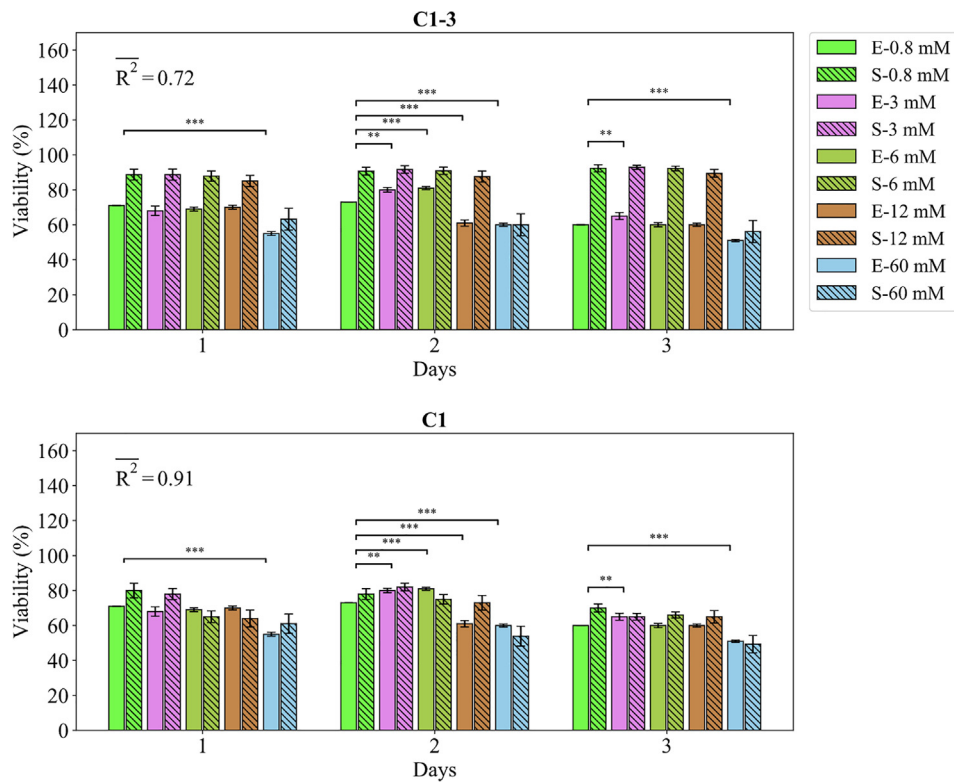 C1-3
160
140
120
100
80
60
40
20
0
Viability (%)
R² = 0.72
***
***
***
***
**
***
**
1
2
3
Days
E-0.8 mM
S-0.8 mM
E-3 mM
S-3 mM
E-6 mM
S-6 mM
E-12 mM
S-12 mM
E-60 mM
S-60 mM
C1
160
140
120
100
80
60
40
20
0
Viability (%)
R² = 0.91
***
***
***
***
**
***
**
1
2
3
Days